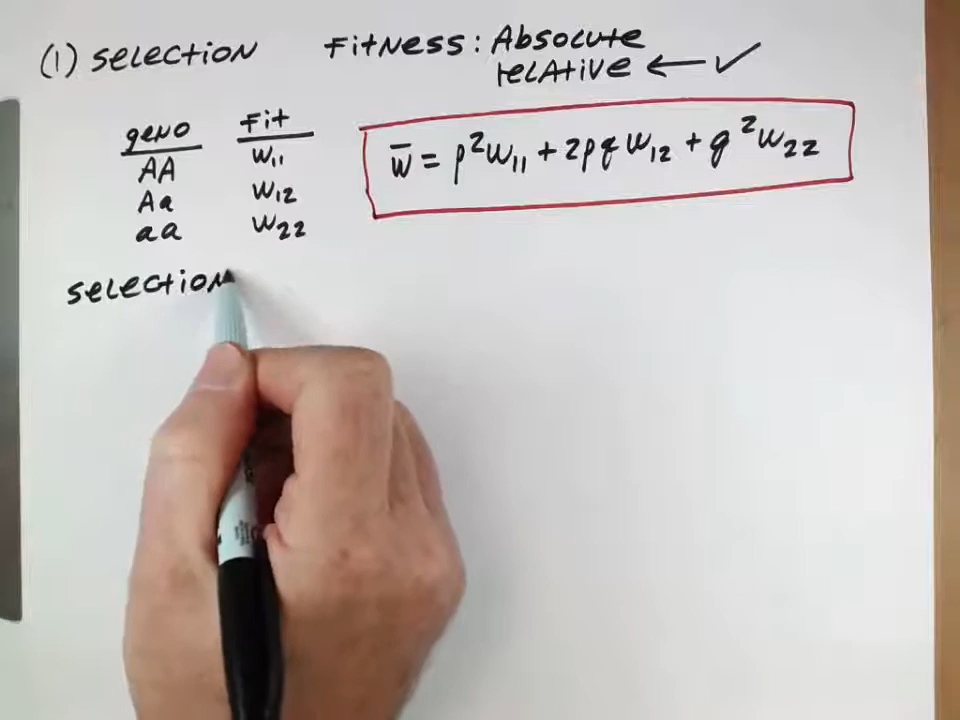 (1) Selection Fitness: Absolute
relative ← ✓
geno Fit
AA w₁₁
Aa w₁₂
aa w₂₂
w̄ = p²w₁₁ + 2pq w₁₂ + q²w₂₂
selection